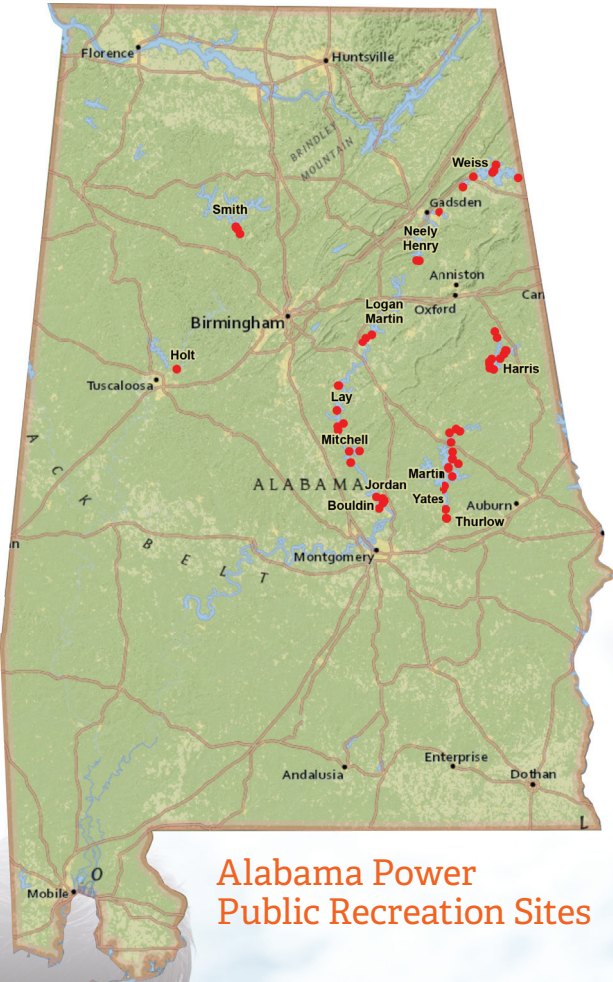 Florence
Huntsville
BRINDLEY
MOUNTAIN
Weiss
Smith
Gadsden
Neely
Henry
Anniston
Logan
Martin
Oxford
Car
Birmingham
Holt
Harris
Tuscaloosa
Lay
Mitchell
A C K
ALABAMA
Martin
Jordan
Bouldin
Yates
Auburn
Thurlow
n
B E L T
Montgomery
Andalusia
Enterprise
Dothan
L
O
Mobile
Alabama Power
Public Recreation Sites